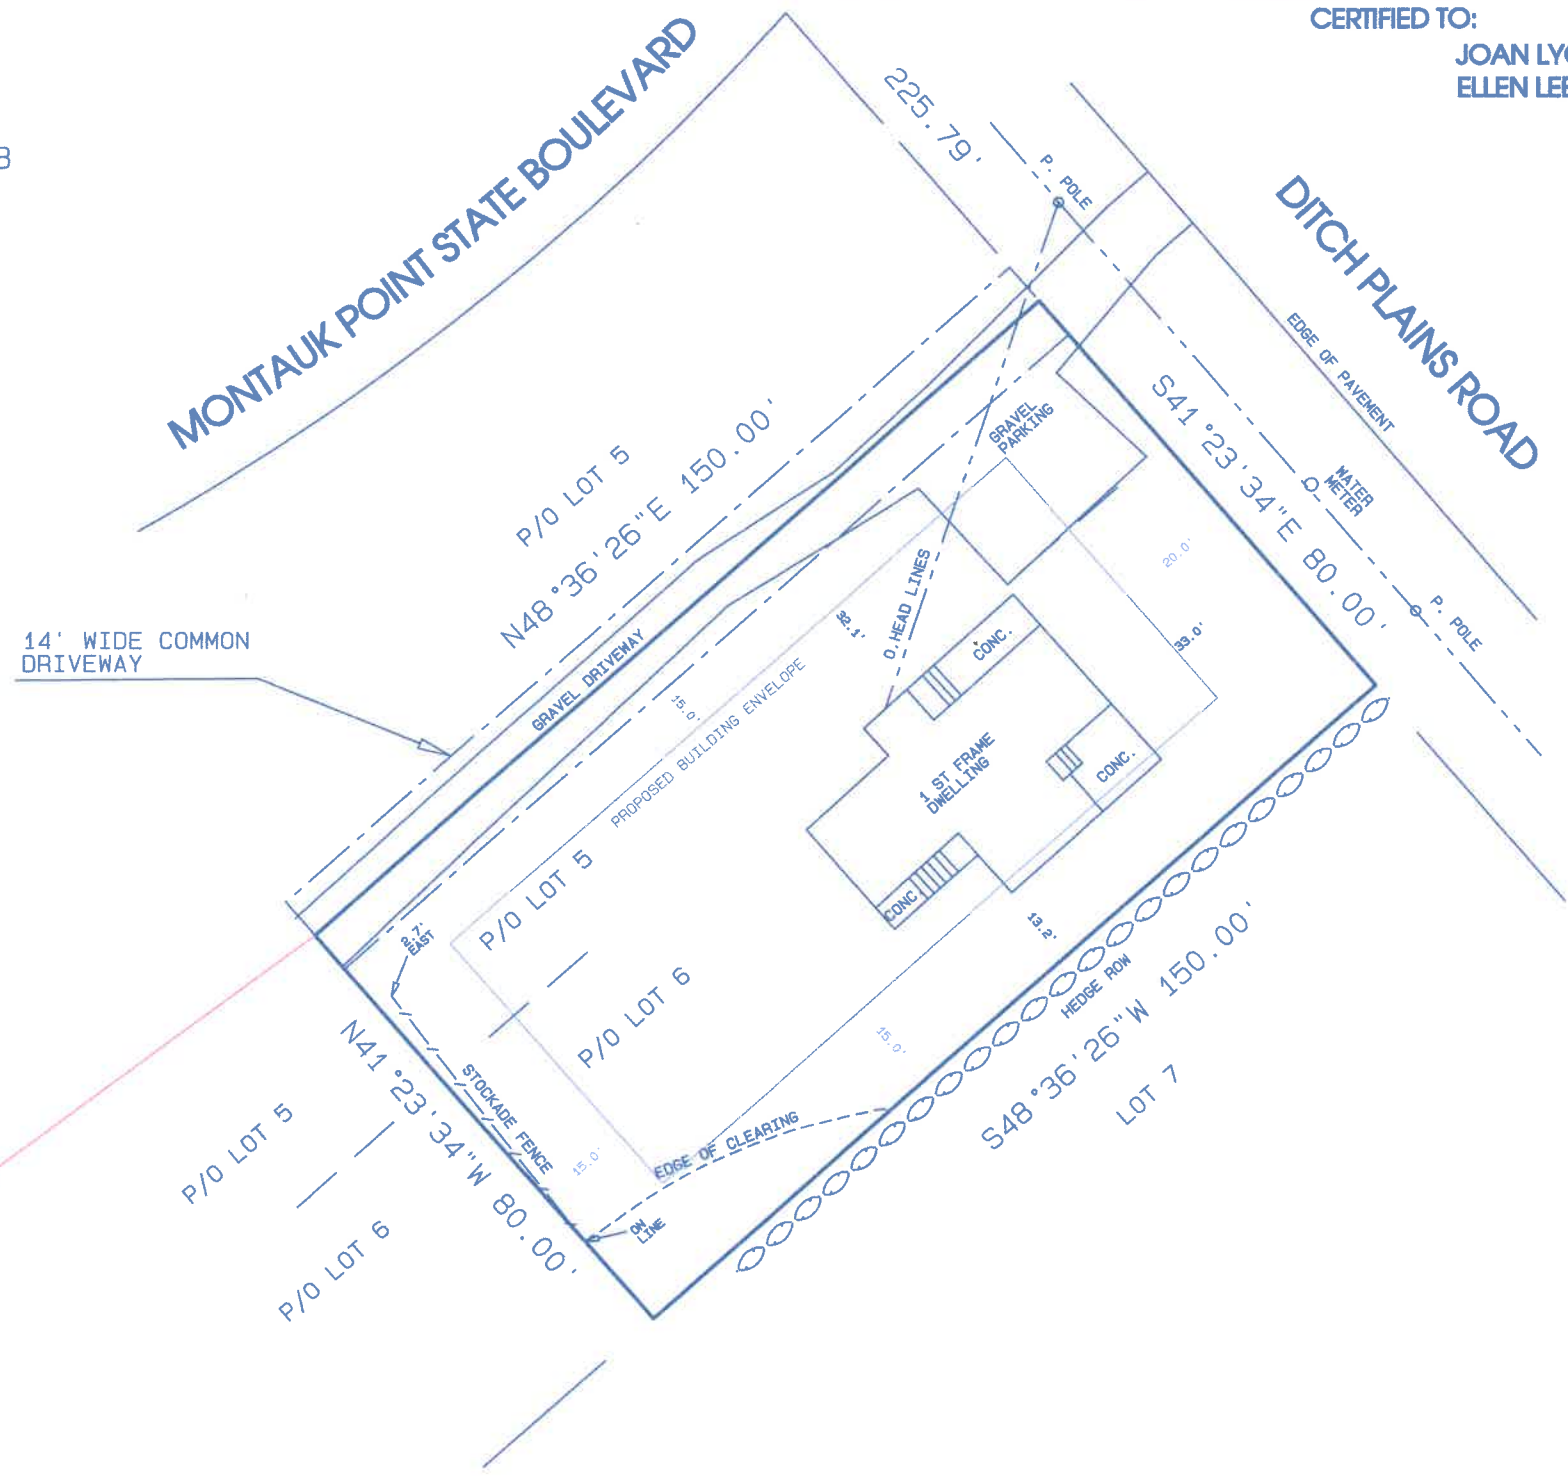 CERTIFIED TO:
JOAN
ELLEN
MONTAUK POINT STATE BOULEVARD
225.79'
P. POLE
DITCH PLAINS ROAD
EDGE OF PAVEMENT
S41°23'34"E 80.00'
WATER
METER
P. POLE
GRAVEL
PARKING
P/O LOT 5
N48°36'26"E 150.00'
14' WIDE COMMON
DRIVEWAY
GRAVEL DRIVEWAY
15.0'
PROPOSED BUILDING ENVELOPE
32.1'
O.HEAD LINES
CONC.
20.0'
33.0'
1 ST FRAME
DWELLING
CONC.
CONC.
13.2'
2.7'
EAST
P/O LOT 5
P/O LOT 6
HEDGE ROW
S48°36'26"W 150.00'
LOT 7
15.0'
N41°23'34"W 80.00'
STOCKADE FENCE
15.0'
EDGE OF CLEARING
ON
LINE
P/O LOT 5
P/O LOT 6